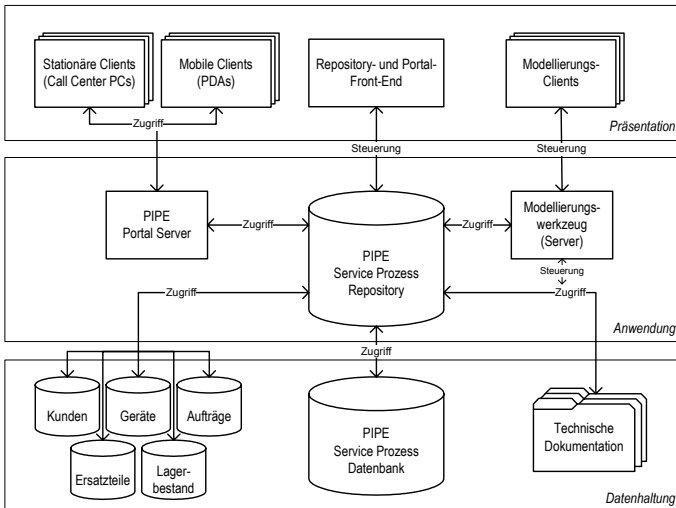 Stationäre Clients
(Call Center PCs)
Mobile Clients
(PDAs)
Repository- und Portal-
Front-End
Modellierungs-
Clients
Zugriff
Präsentation
Steuerung
Steuerung
PIPE
Portal Server
Zugriff
PIPE
Service Prozess
Repository
Zugriff
Modellierungs-
werkzeug
(Server)
Steuerung
Zugriff
Zugriff
Anwendung
Zugriff
Kunden
Geräte
Aufträge
Ersatzteile
Lager-
bestand
PIPE
Service Prozess
Datenbank
Technische
Dokumentation
Datenhaltung